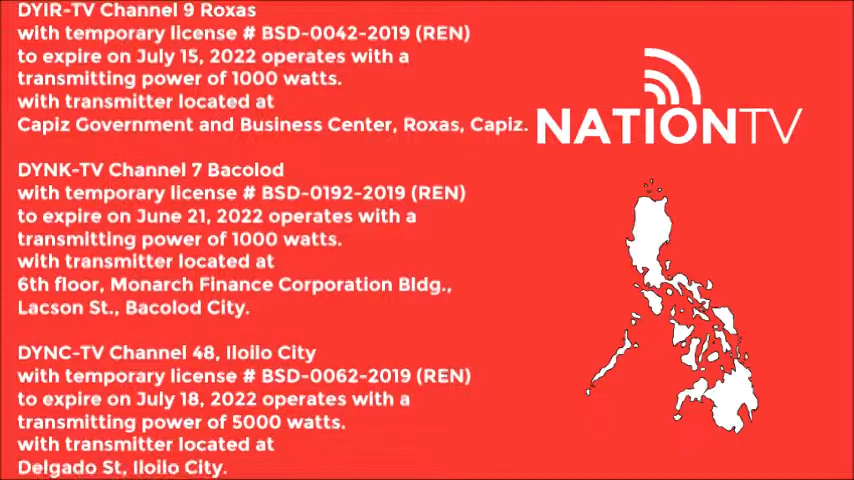 DYIR-TV Channel 9 Roxas
with temporary license # BSD-0042-2019 (REN)
to expire on July 15, 2022 operates with a
transmitting power of 1000 watts.
with transmitter located at
Capiz Government and Business Center, Roxas, Capiz.
DYNK-TV Channel 7 Bacolod
with temporary license # BSD-0192-2019 (REN)
to expire on June 21, 2022 operates with a
transmitting power of 1000 watts.
with transmitter located at
6th floor, Monarch Finance Corporation Bldg.,
Lacson St., Bacolod City.
DYNC-TV Channel 48, Iloilo City
with temporary license # BSD-0062-2019 (REN)
to expire on July 18, 2022 operates with a
transmitting power of 5000 watts.
with transmitter located at
Delgado St, Iloilo City.
NATIONTV